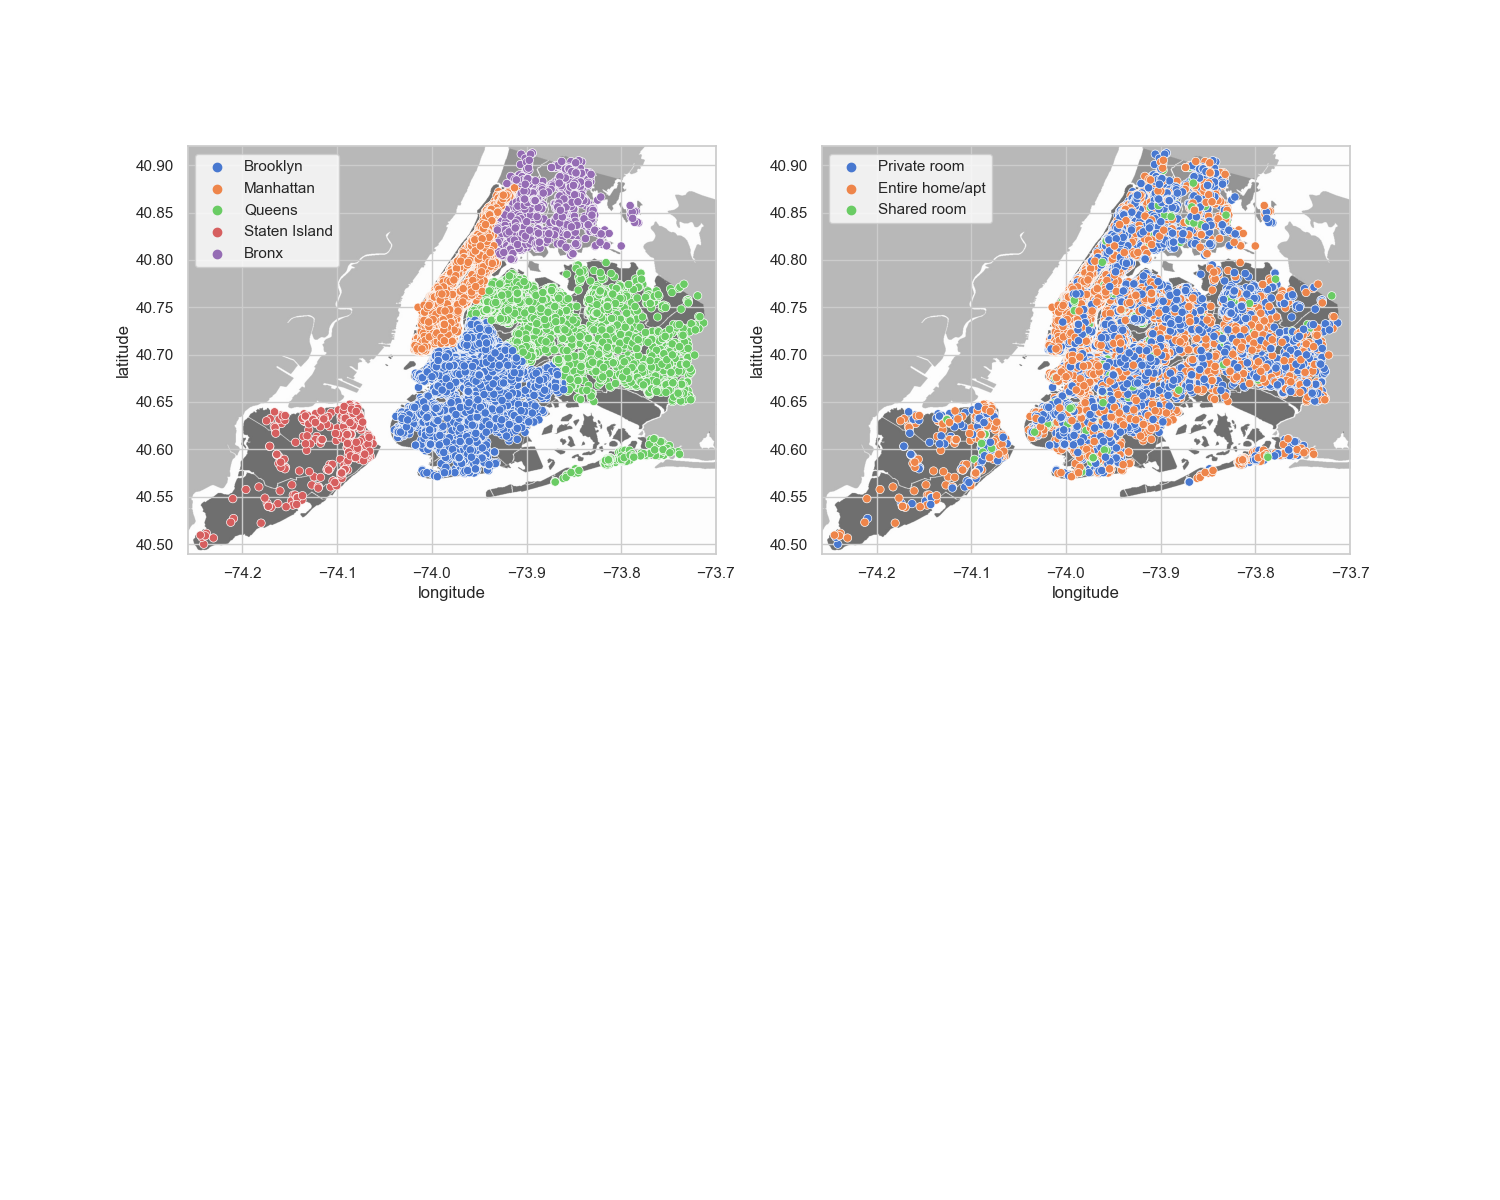 Brooklyn
Manhattan
Queens
Staten Island
Bronx
40.90
40.85
40.80
40.75
40.70
40.65
40.60
40.55
40.50
latitude
−74.2 −74.1 −74.0 −73.9 −73.8 −73.7
longitude
Private room
Entire home/apt
Shared room
40.90
40.85
40.80
40.75
40.70
40.65
40.60
40.55
40.50
latitude
−74.2 −74.1 −74.0 −73.9 −73.8 −73.7
longitude